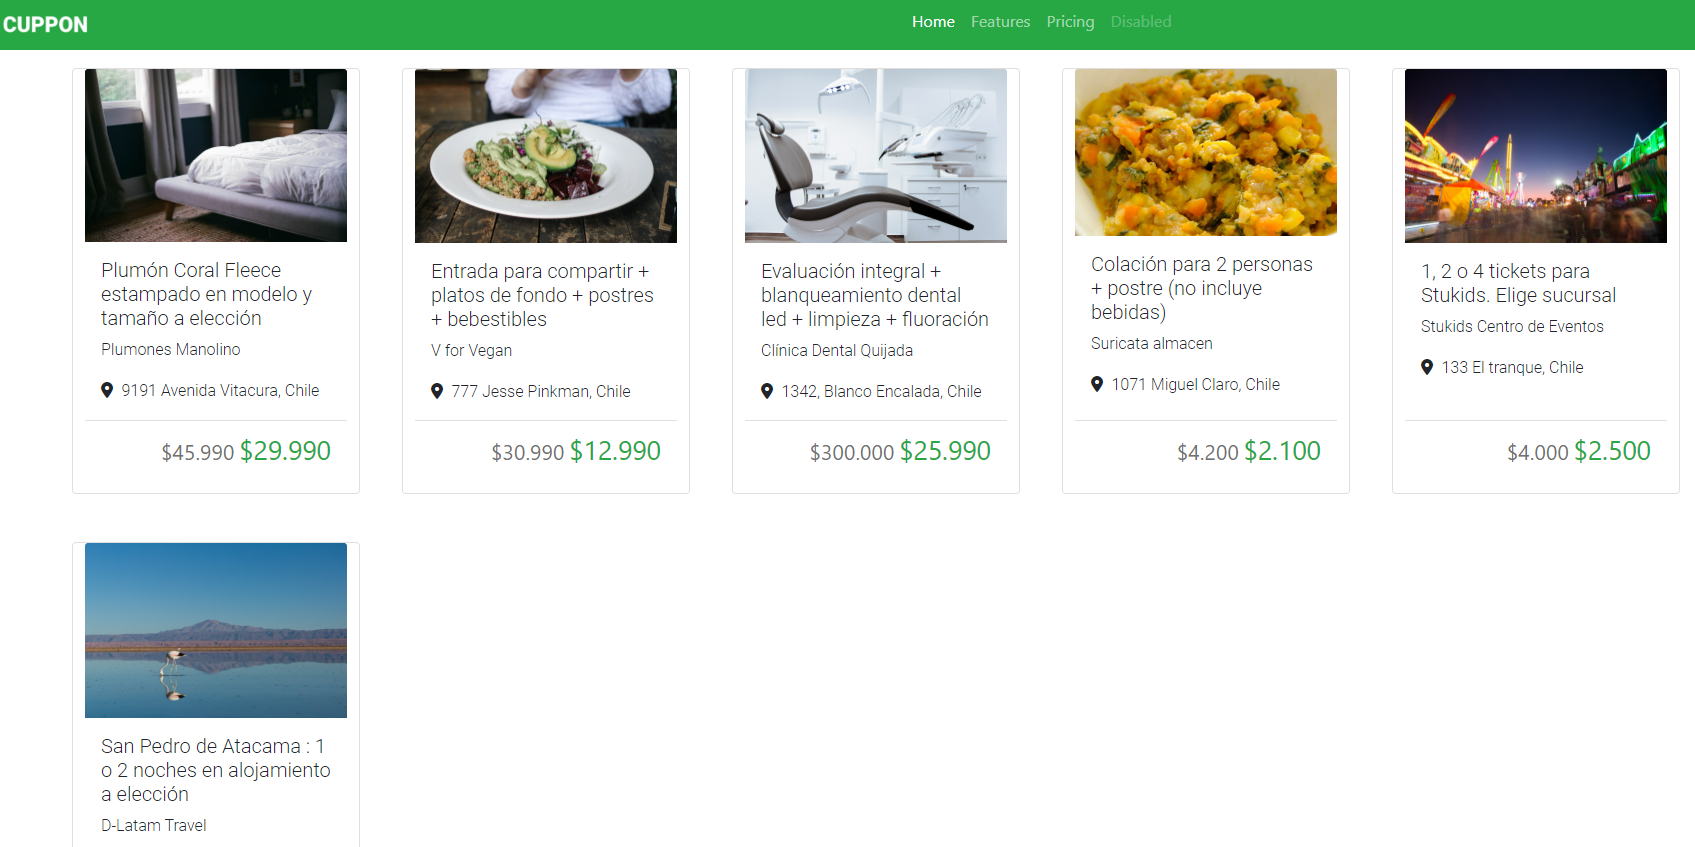 CUPPON
Home Features Pricing Disabled
Plumón Coral Fleece
estampado en modelo y
tamaño a elección
Plumones Manolino
9191 Avenida Vitacura, Chile
$45.990 $29.990
Entrada para compartir +
platos de fondo + postres
+ bebestibles
V for Vegan
777 Jesse Pinkman, Chile
$30.990 $12.990
Evaluación integral +
blanqueamiento dental
led + limpieza + fluoración
Clínica Dental Quijada
1342, Blanco Encalada, Chile
$300.000 $25.990
Colación para 2 personas
+ postre (no incluye
bebidas)
Suricata almacen
1071 Miguel Claro, Chile
$4.200 $2.100
1, 2 o 4 tickets para
Stukids. Elige sucursal
Stukids Centro de Eventos
133 El tranque, Chile
$4.000 $2.500
San Pedro de Atacama : 1
o 2 noches en alojamiento
a elección
D-Latam Travel